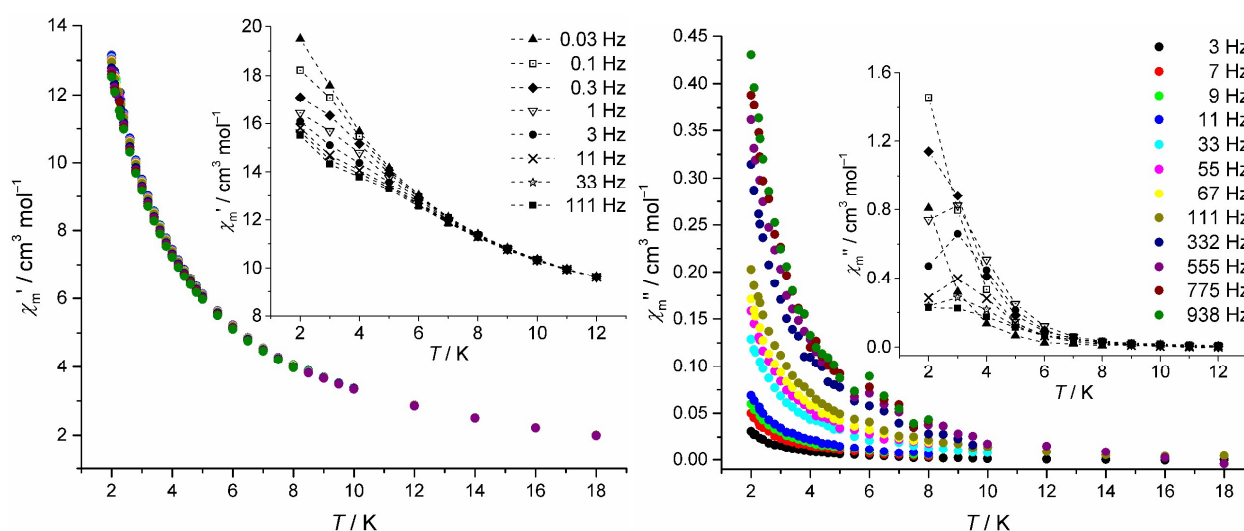 14
13
12
10
8
6
4
2
χm' / cm³ mol⁻¹
2 4 6 8 10 12 14 16 18
T / K
20
18
16
14
12
10
8
χm' / cm³ mol⁻¹
0 2 4 6 8 10 12
T / K
0.03 Hz
0.1 Hz
0.3 Hz
1 Hz
3 Hz
11 Hz
33 Hz
111 Hz
0.45
0.40
0.35
0.30
0.25
0.20
0.15
0.10
0.05
0.00
χm'' / cm³ mol⁻¹
2 4 6 8 10 12 14 16 18
T / K
1.6
1.2
0.8
0.4
0.0
χm'' / cm³ mol⁻¹
2 4 6 8 10 12
T / K
3 Hz
7 Hz
9 Hz
11 Hz
33 Hz
55 Hz
67 Hz
111 Hz
332 Hz
555 Hz
775 Hz
938 Hz